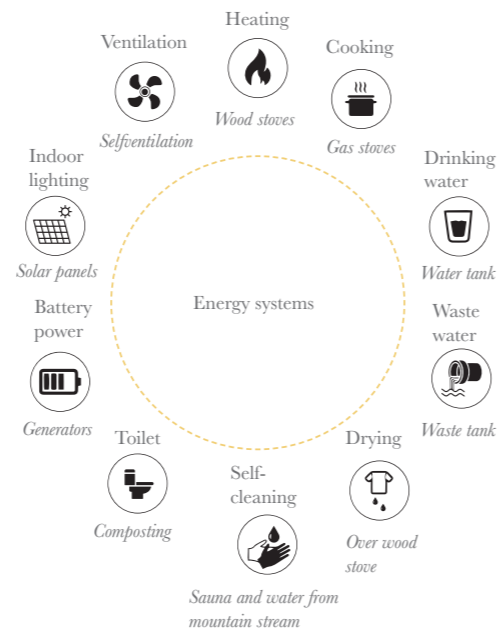 Heating
Wood stoves
Cooking
Gas stoves
Drinking
water
Water tank
Waste
water
Waste tank
Drying
Over wood
stove
Self-
cleaning
Sauna and water from
mountain stream
Toilet
Composting
Battery
power
Generators
Indoor
lighting
Solar panels
Ventilation
Selfventilation
Energy systems